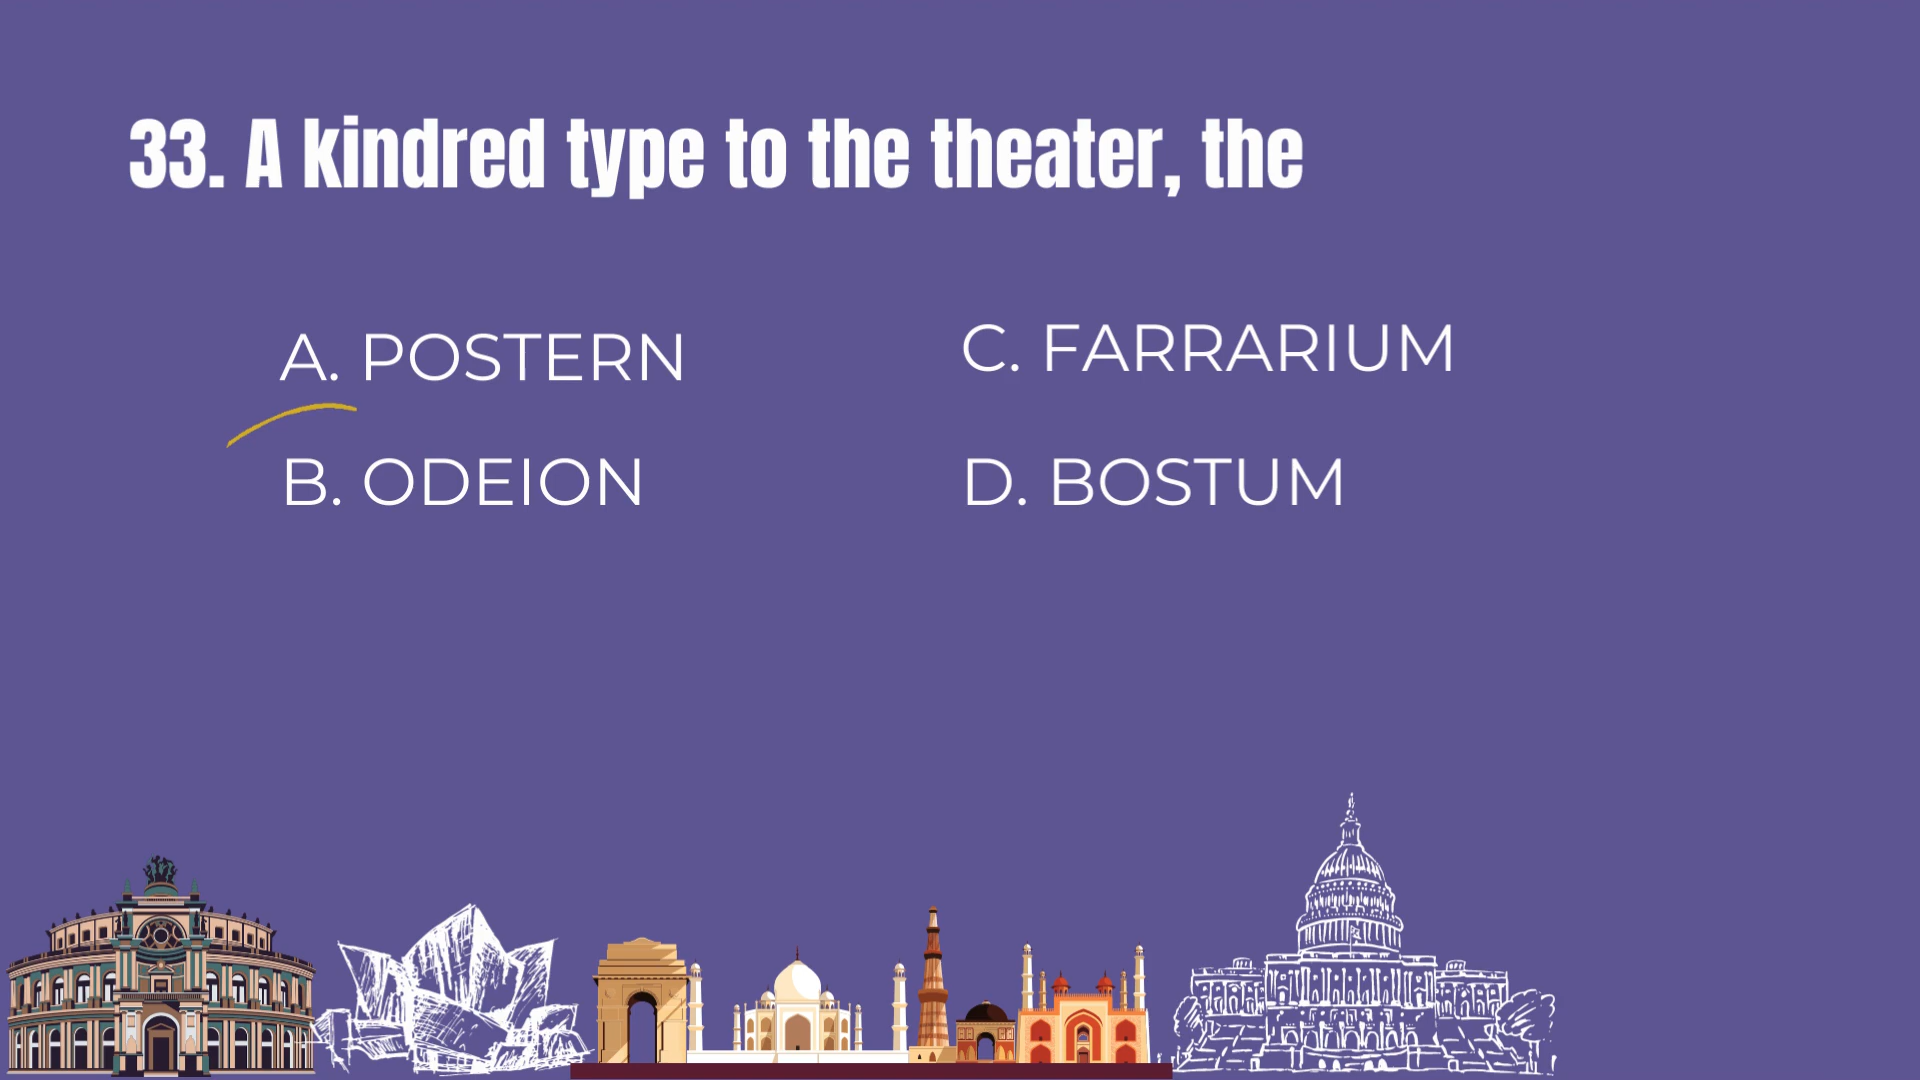 33. A kindred type to the theater, the
A. POSTERN
B. ODEION
C. FARRARIUM
D. BOSTUM